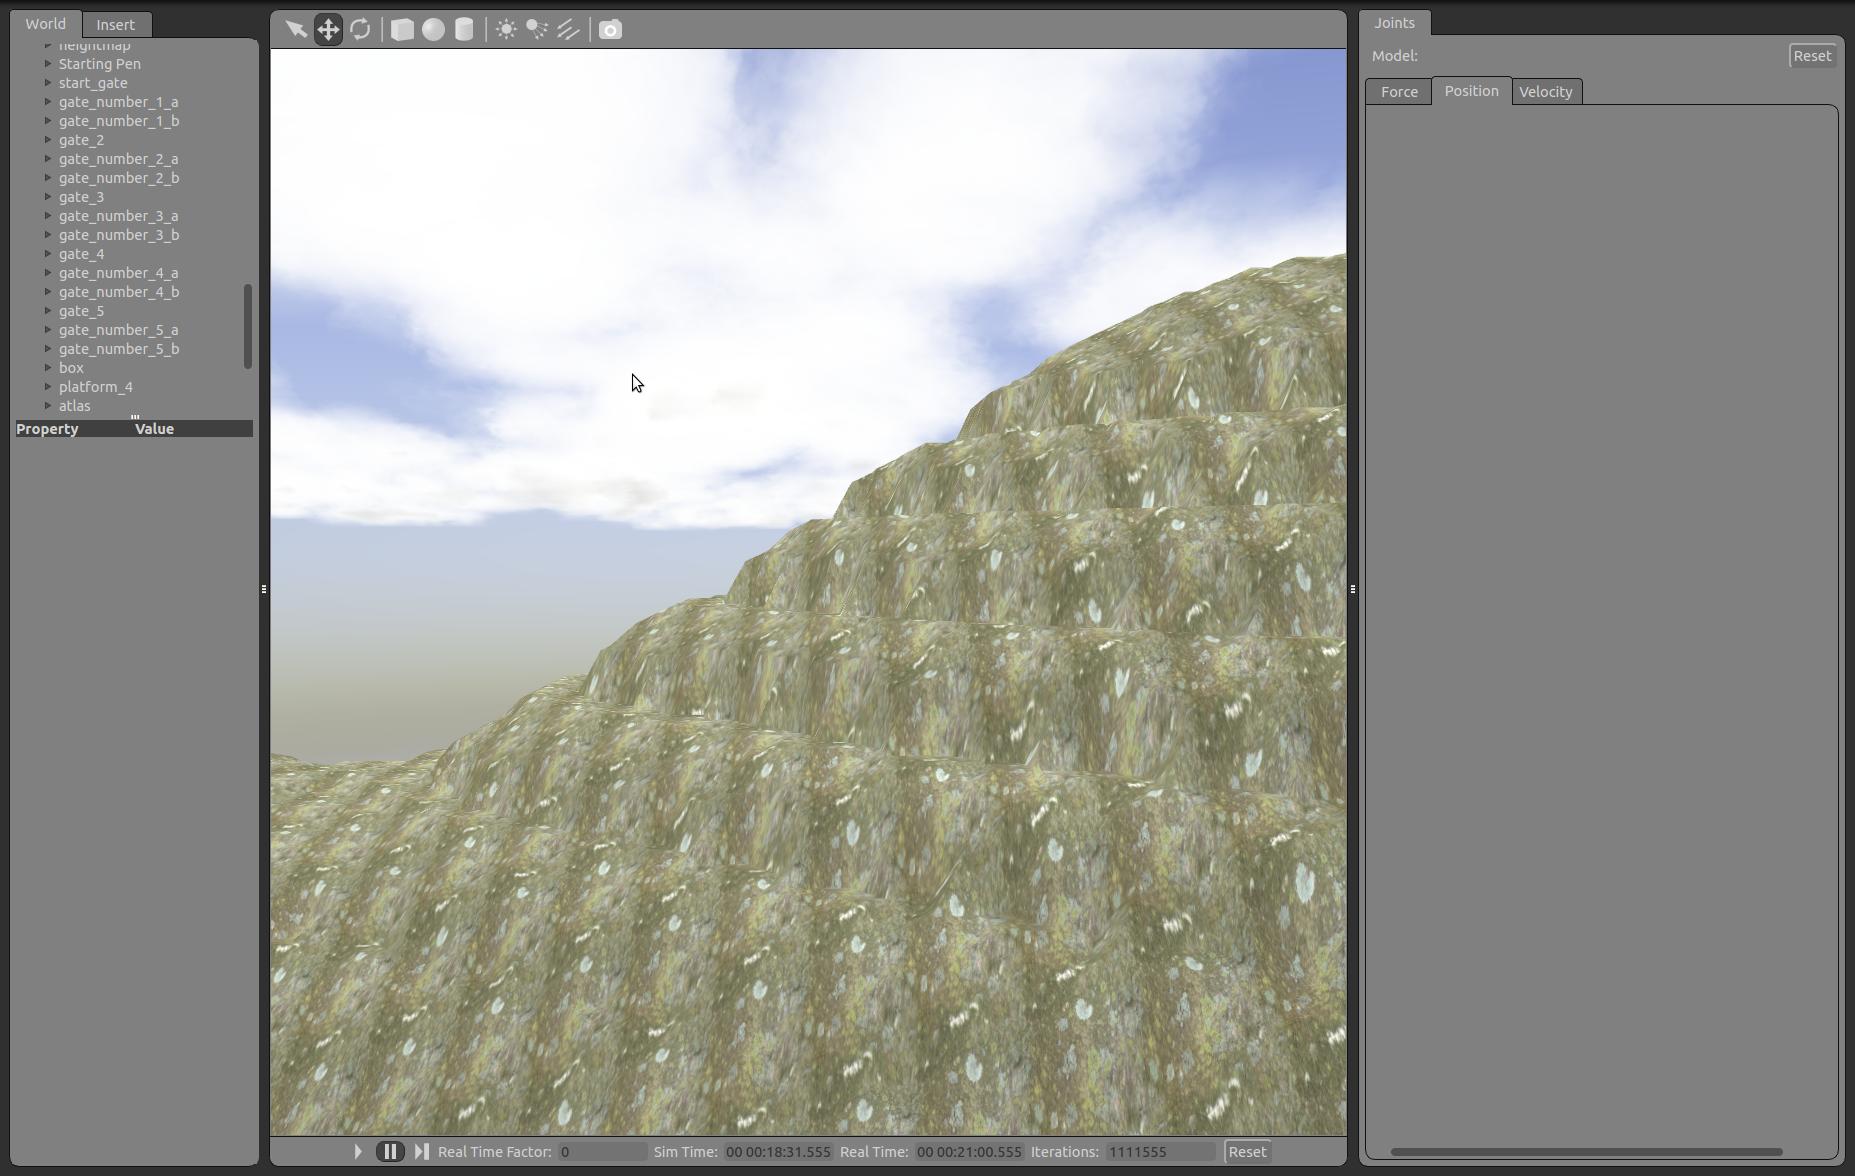 World Insert
heightmap
Starting Pen
start_gate
gate_number_1_a
gate_number_1_b
gate_2
gate_number_2_a
gate_number_2_b
gate_3
gate_number_3_a
gate_number_3_b
gate_4
gate_number_4_a
gate_number_4_b
gate_5
gate_number_5_a
gate_number_5_b
box
platform_4
atlas
Property Value
Real Time Factor: 0 Sim Time: 00 00:18:31.555 Real Time: 00 00:21:00.555 Iterations: 1111555 Reset
Joints
Model: Reset
Force Position Velocity